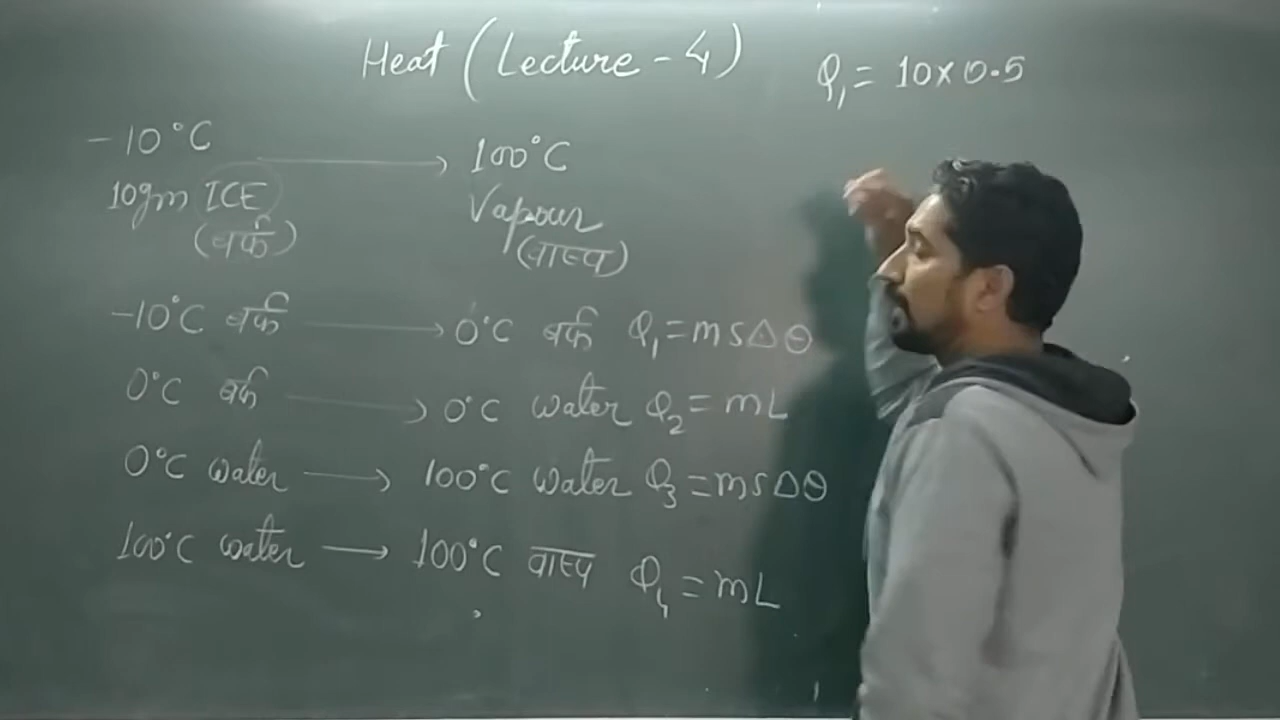 Heat (Lecture - 4)
Q₁ = 10 × 0.5
-10°C → 100°C
10gm ICE Vapour
(बर्फ) (वाष्प)
-10°C बर्फ → 0°C बर्फ Q₁ = msΔθ
0°C बर्फ → 0°C water Q₂ = mL
0°C water → 100°C water Q₃ = msΔθ
100°C water → 100°C वाष्प Q₄ = mL